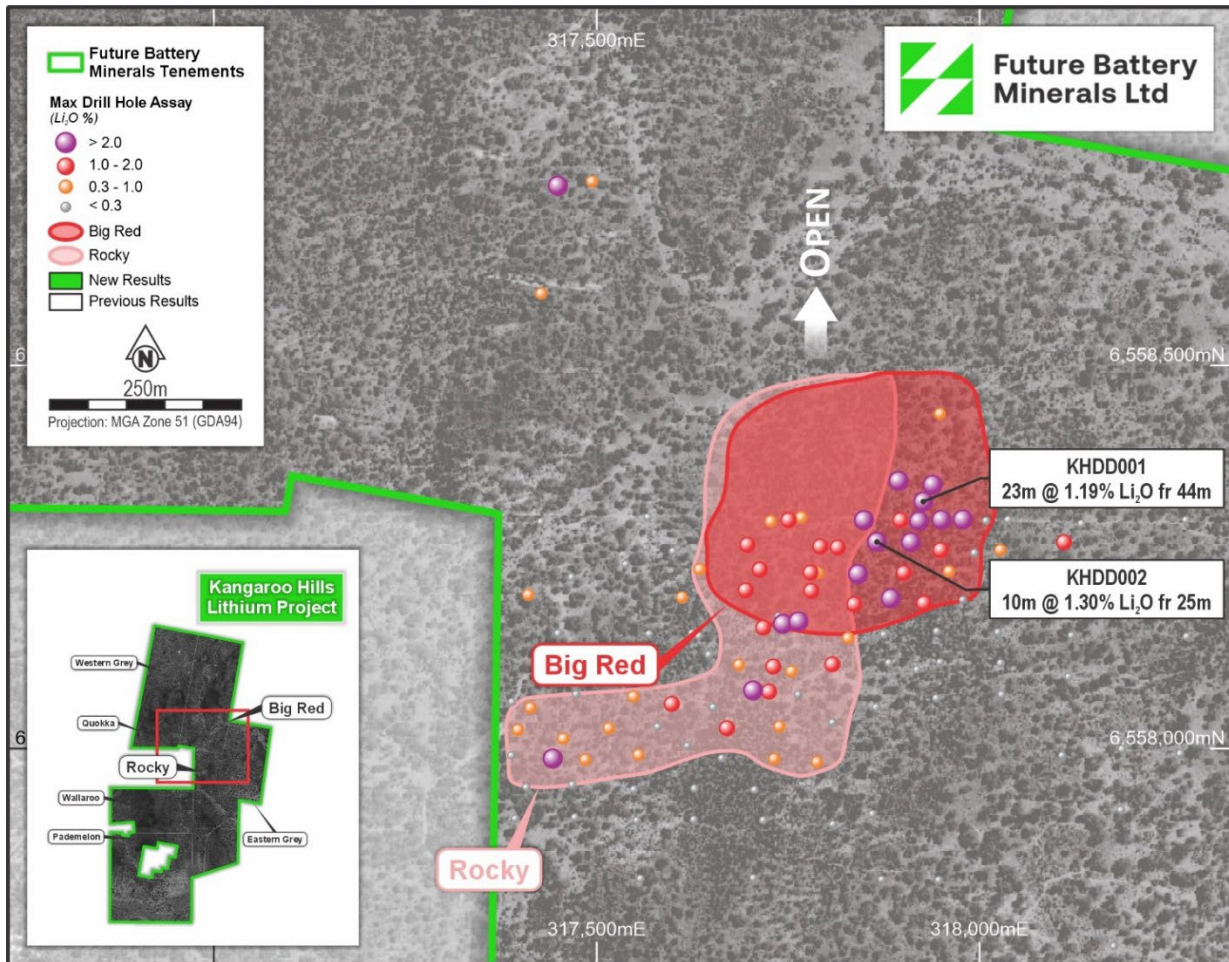 317,500mE
Future Battery
Minerals Tenements
Max Drill Hole Assay
(Li₂O %)
> 2.0
1.0 - 2.0
0.3 - 1.0
< 0.3
Big Red
Rocky
New Results
Previous Results
N
250m
Projection: MGA Zone 51 (GDA94)
Future Battery
Minerals Ltd
OPEN
6
6,558,500mN
KHDD001
23m @ 1.19% Li₂O fr 44m
KHDD002
10m @ 1.30% Li₂O fr 25m
Big Red
Rocky
Kangaroo Hills
Lithium Project
Western Grey
Big Red
Quokka
Rocky
Wallaroo
Pademelon
Eastern Grey
6
6,558,000mN
317,500mE
318,000mE